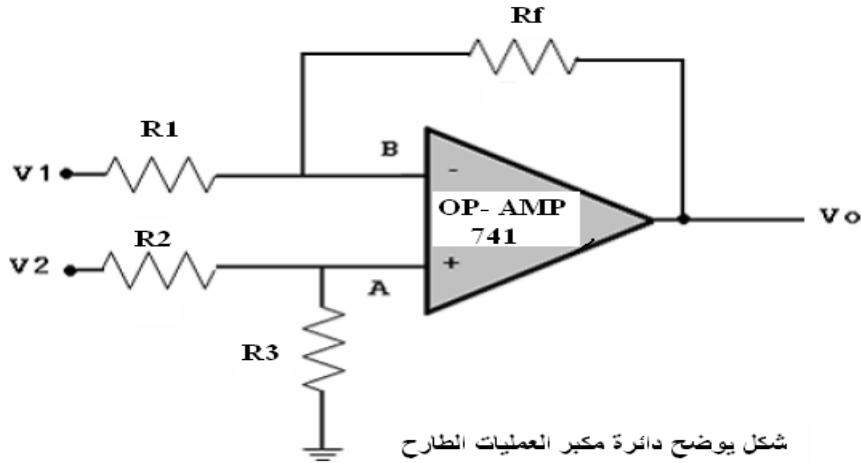 Rf
R1
B
V1
-
OP- AMP
741
Vo
R2
V2
+
A
R3
شكل يوضح دائرة مكبر العمليات الطارح